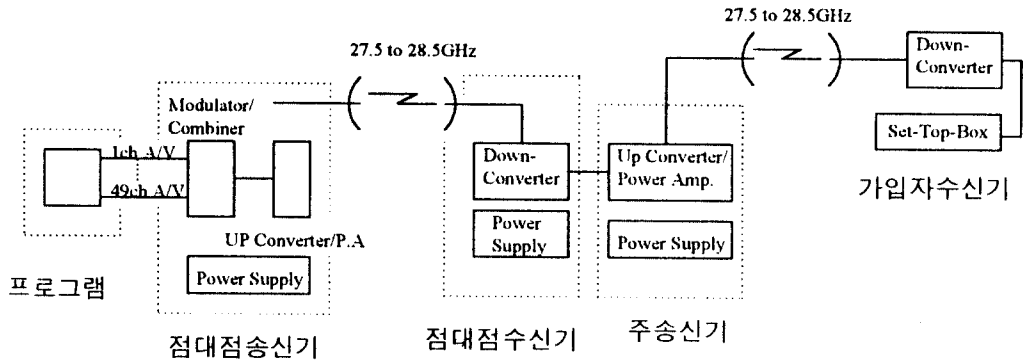 27.5 to 28.5GHz
27.5 to 28.5GHz
Down-
Converter
Set-Top-Box
가입자수신기
Modulator/
Combiner
1ch A/V
49ch A/V
UP Converter/P.A
Power Supply
Down-
Converter
Power
Supply
Up Converter/
Power Amp.
Power Supply
프로그램
점대점송신기
점대점수신기
주송신기